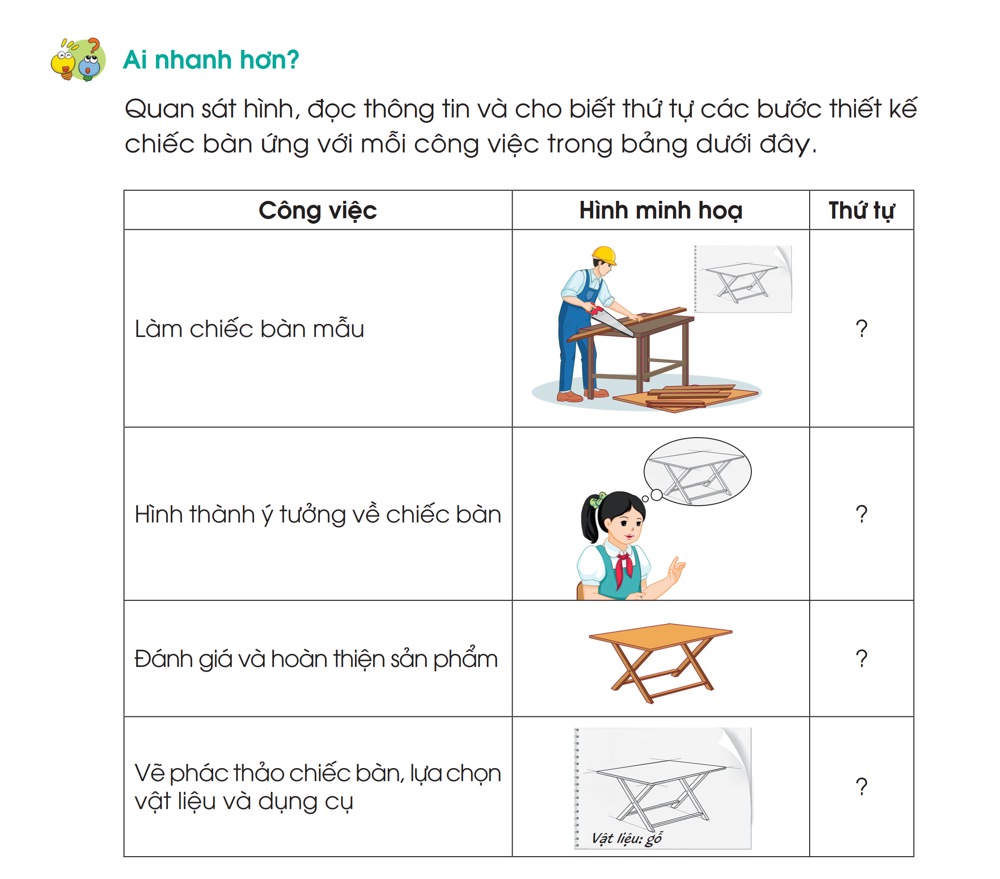 Ai nhanh hơn?
Quan sát hình, đọc thông tin và cho biết thứ tự các bước thiết kế
chiếc bàn ứng với mỗi công việc trong bảng dưới đây.
Công việc
Hình minh hoạ
Thứ tự
Làm chiếc bàn mẫu
?
Hình thành ý tưởng về chiếc bàn
?
Đánh giá và hoàn thiện sản phẩm
?
Vẽ phác thảo chiếc bàn, lựa chọn
vật liệu và dụng cụ
Vật liệu: gỗ
?